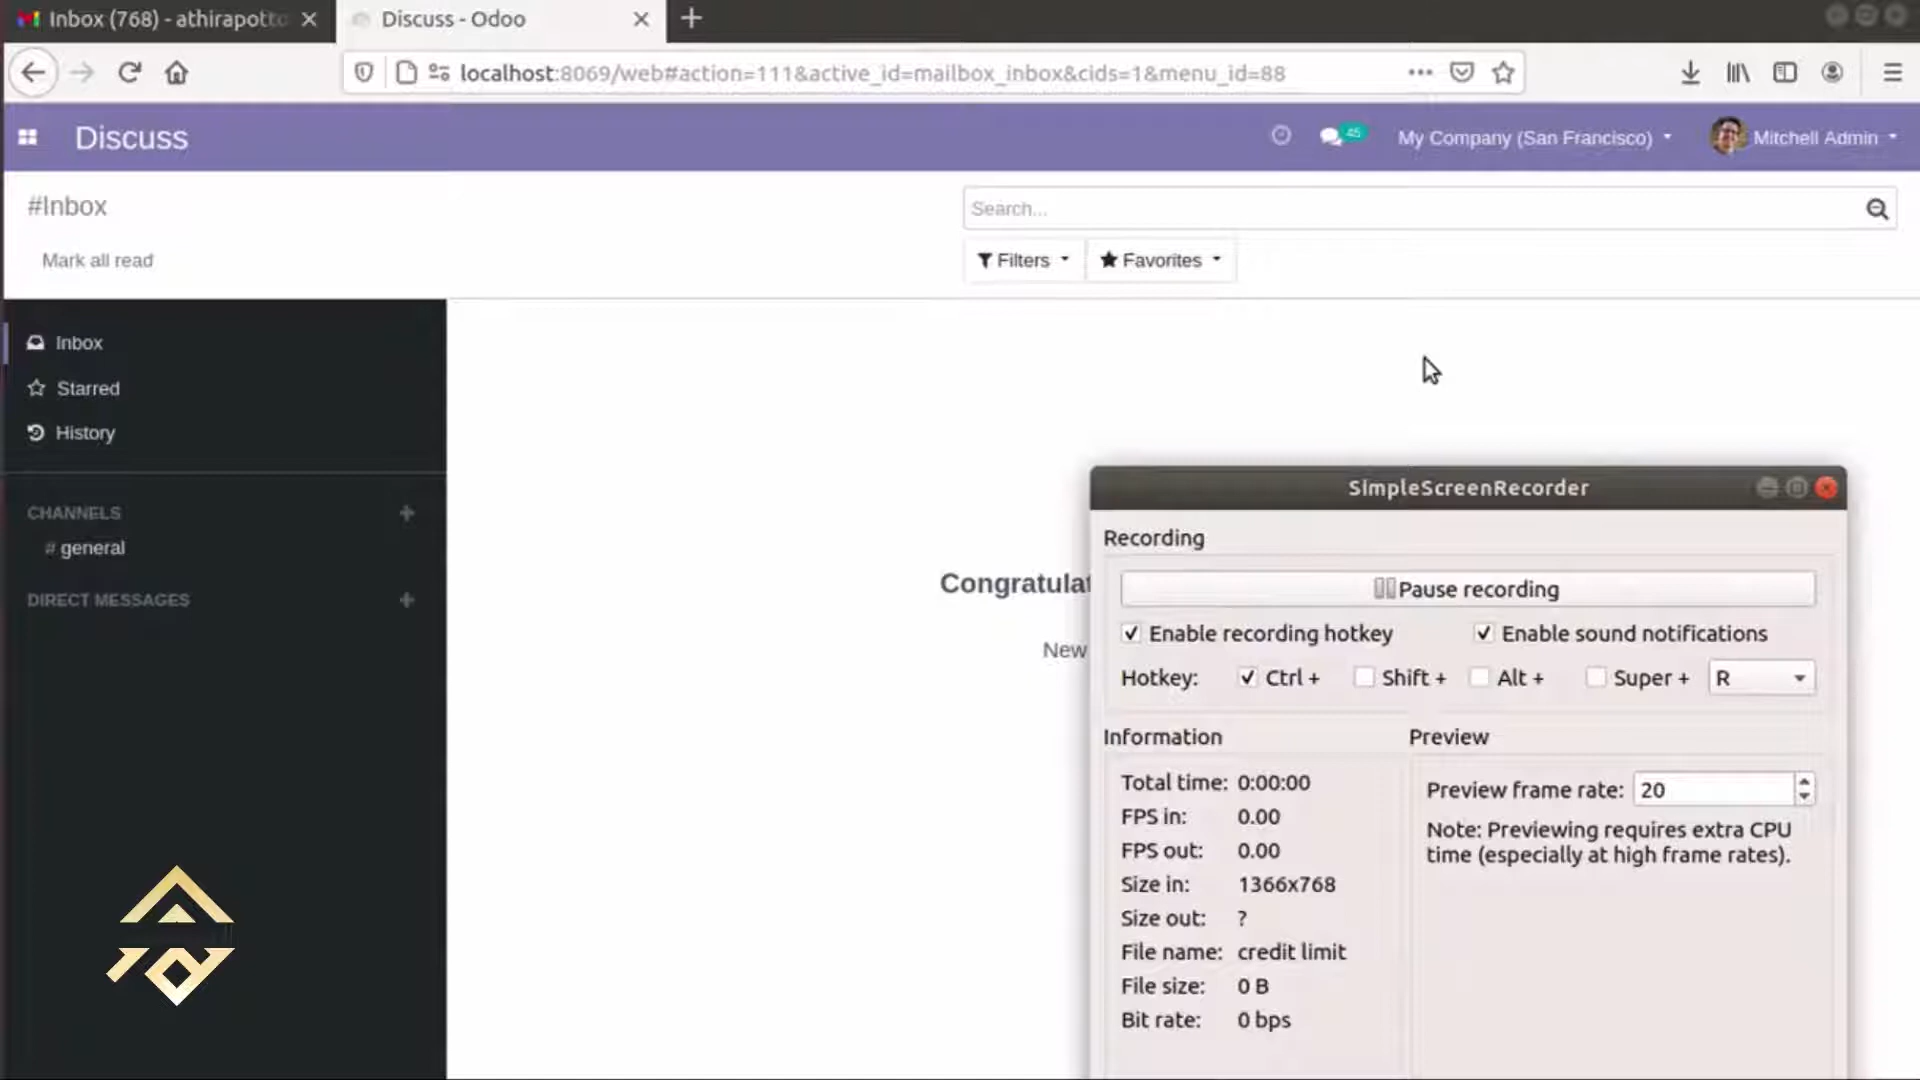 Inbox (768) - athirapotto
Discuss - Odoo
localhost:8069/web#action=111&active_id=mailbox_inbox&cids=1&menu_id=88
Discuss
45
My Company (San Francisco)
Mitchell Admin
#Inbox
Search...
Mark all read
Filters
Favorites
Inbox
Starred
History
CHANNELS
# general
DIRECT MESSAGES
Congratulat
New
SimpleScreenRecorder
Recording
Pause recording
Enable recording hotkey
Enable sound notifications
Hotkey: Ctrl + Shift + Alt + Super + R
Information
Total time: 0:00:00
FPS in: 0.00
FPS out: 0.00
Size in: 1366x768
Size out: ?
File name: credit limit
File size: 0 B
Bit rate: 0 bps
Preview
Preview frame rate: 20
Note: Previewing requires extra CPU
time (especially at high frame rates).